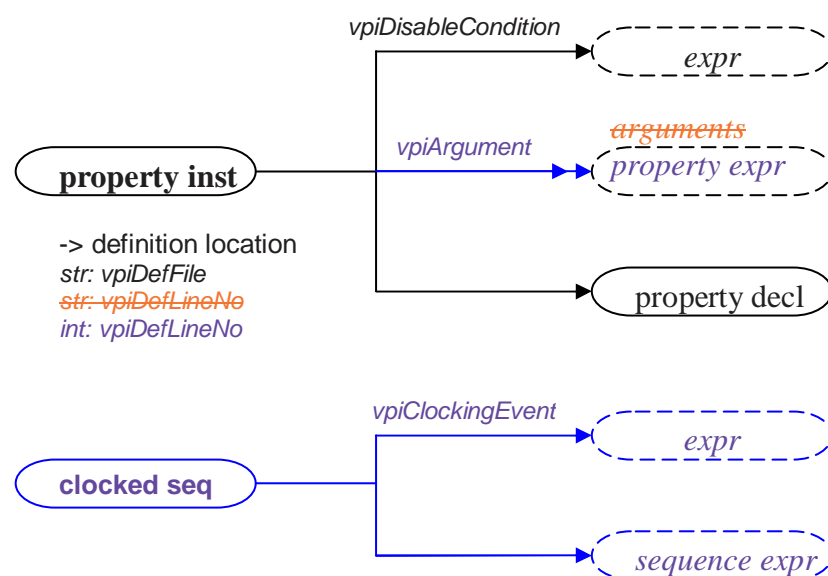 vpiDisableCondition
expr
arguments
vpiArgument
property expr
property inst
-> definition location
str: vpiDefFile
str: vpiDefLineNo
int: vpiDefLineNo
property decl
vpiClockingEvent
expr
clocked seq
sequence expr